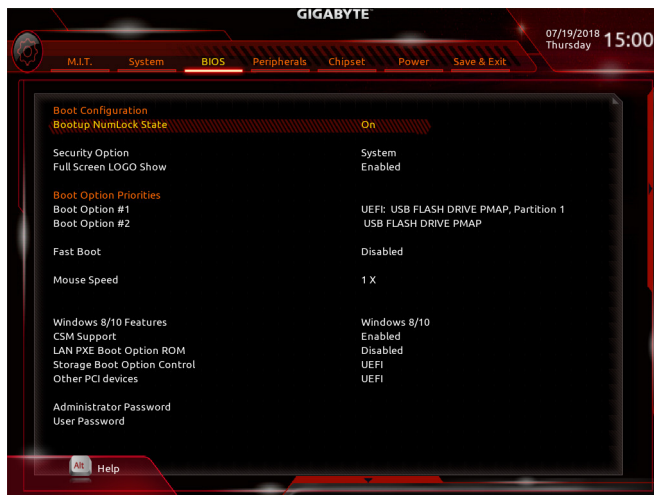 GIGABYTE™
07/19/2018 Thursday 15:00
M.I.T. System BIOS Peripherals Chipset Power Save & Exit
Boot Configuration
Bootup NumLock State On
Security Option System
Full Screen LOGO Show Enabled
Boot Option Priorities
Boot Option #1 UEFI: USB FLASH DRIVE PMAP, Partition 1
Boot Option #2 USB FLASH DRIVE PMAP
Fast Boot Disabled
Mouse Speed 1 X
Windows 8/10 Features Windows 8/10
CSM Support Enabled
LAN PXE Boot Option ROM Disabled
Storage Boot Option Control UEFI
Other PCI devices UEFI
Administrator Password
User Password
Alt Help